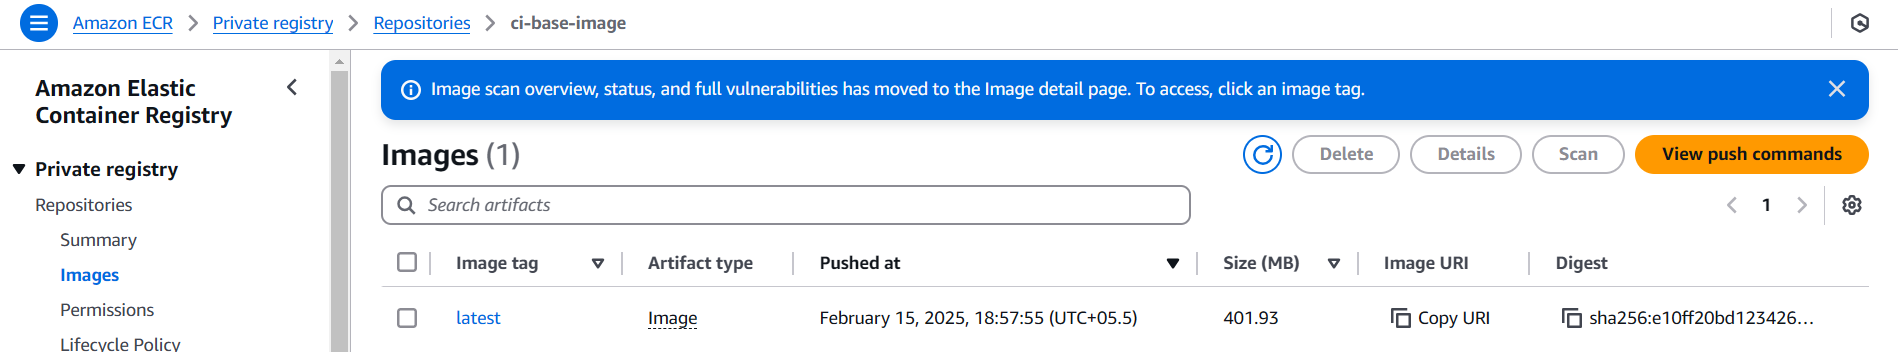 Amazon ECR > Private registry > Repositories > ci-base-image
Amazon Elastic
Container Registry
Private registry
Repositories
Summary
Images
Permissions
Lifecycle Policy
Image scan overview, status, and full vulnerabilities has moved to the Image detail page. To access, click an image tag.
Images (1)
Delete
Details
Scan
View push commands
Search artifacts
1
Image tag Artifact type Pushed at Size (MB) Image URI Digest
latest Image February 15, 2025, 18:57:55 (UTC+05.5) 401.93 Copy URI sha256:e10ff20bd123426...